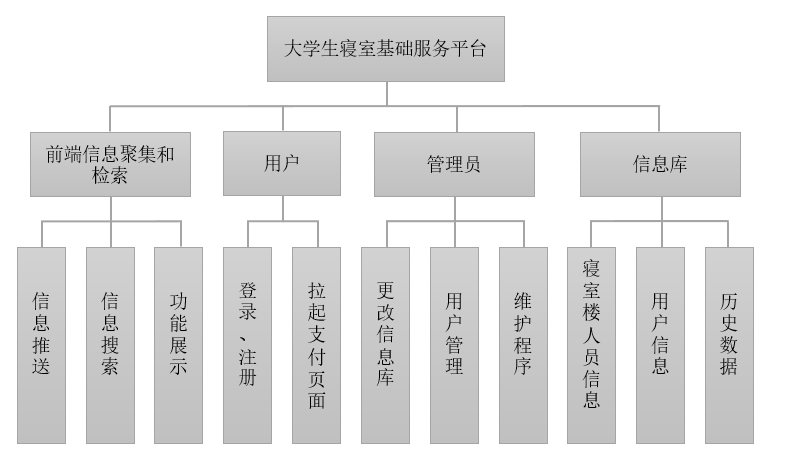 大学生寝室基础服务平台
前端信息聚集和
检索
用户
管理员
信息库
信息推送
信息搜索
功能展示
登录、注册
拉起支付页面
更改信息库
用户管理
维护程序
寝室楼人员信息
用户信息
历史数据